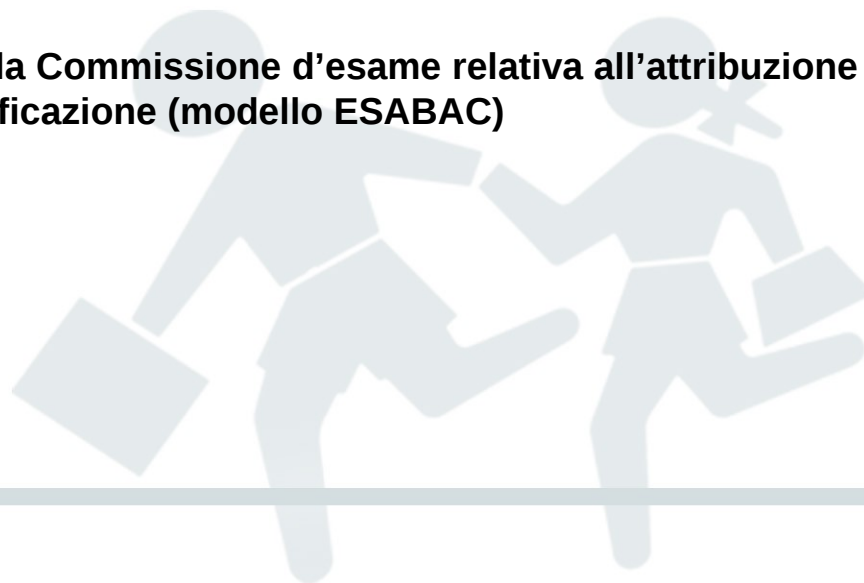 la Commissione d’esame relativa all’attribuzione
ficazione (modello ESABAC)